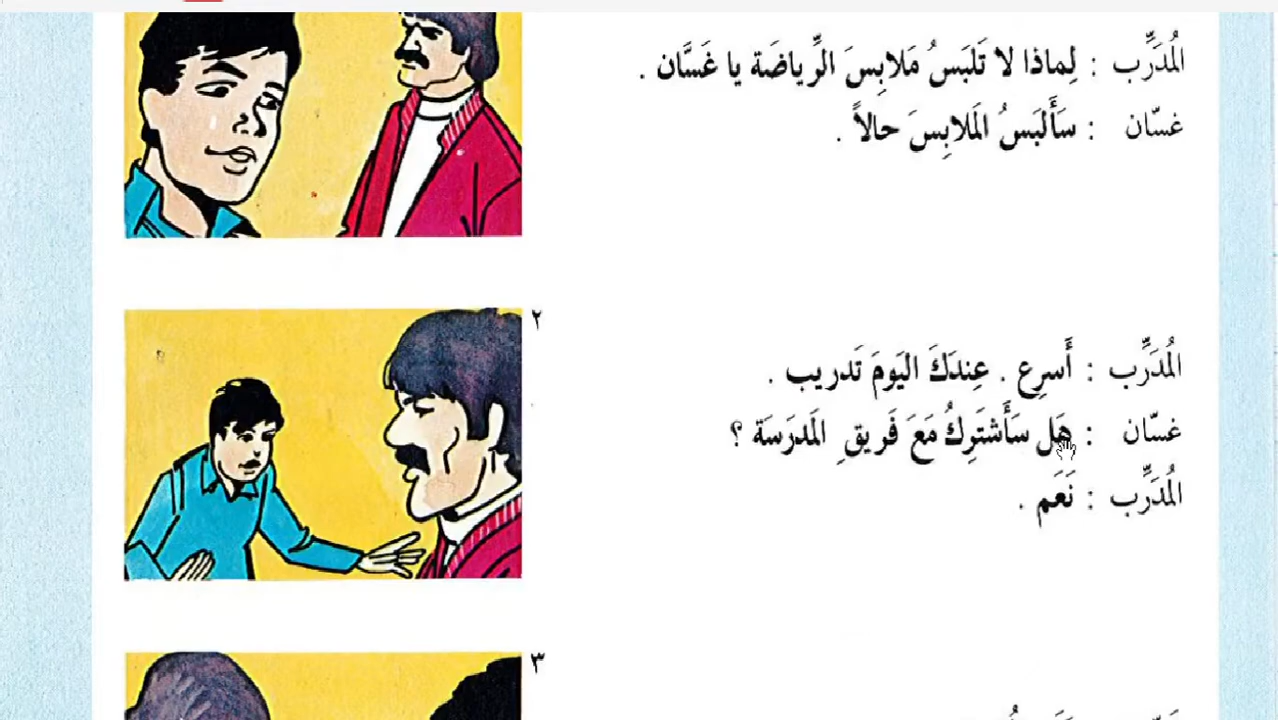 المُدَرِّب : لِماذا لا تَلبَسُ مَلابِسَ الرِّياضَة يا غَسَّان .
غسّان : سَأَلبَسُ المَلابِسَ حالاً .
٢
المُدَرِّب : أَسرِع . عِندَكَ اليَومَ تَدريب .
غسّان : هَل سَأَشتَرِكُ مَعَ فَريقِ المَدرَسَة ؟
المُدَرِّب : نَعَم .
٣